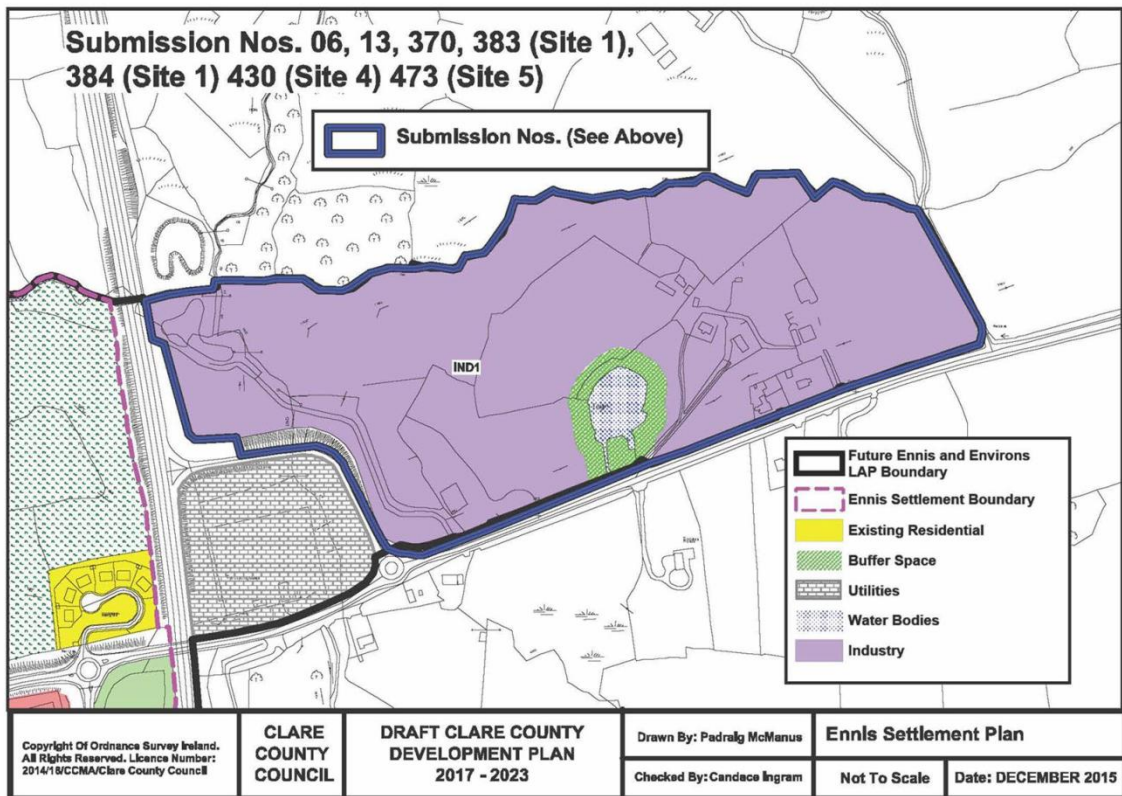 Submission Nos. 06, 13, 370, 383 (Site 1),
384 (Site 1) 430 (Site 4) 473 (Site 5)
Submission Nos. (See Above)
IND1
Future Ennis and Environs
LAP Boundary
Ennis Settlement Boundary
Existing Residential
Buffer Space
Utilities
Water Bodies
Industry
Copyright Of Ordnance Survey Ireland.
All Rights Reserved. Licence Number:
2014/18/CCMA/Clare County Council
CLARE
COUNTY
COUNCIL
DRAFT CLARE COUNTY
DEVELOPMENT PLAN
2017 - 2023
Drawn By: Padraig McManus
Checked By: Candace Ingram
Ennis Settlement Plan
Not To Scale
Date: DECEMBER 2015